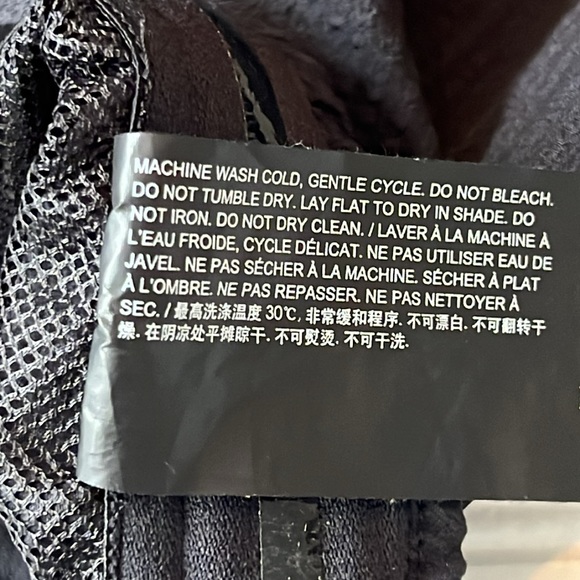 MACHINE WASH COLD, GENTLE CYCLE. DO NOT BLEACH.
DO NOT TUMBLE DRY. LAY FLAT TO DRY IN SHADE. DO
NOT IRON. DO NOT DRY CLEAN. / LAVER À LA MACHINE À
L'EAU FROIDE, CYCLE DÉLICAT. NE PAS UTILISER EAU DE
JAVEL. NE PAS SÉCHER À LA MACHINE. SÉCHER À PLAT
À L'OMBRE. NE PAS REPASSER. NE PAS NETTOYER À
SEC. / 最高洗涤温度 30℃, 非常缓和程序. 不可漂白. 不可翻转干
燥. 在阴凉处平摊晾干. 不可熨烫. 不可干洗.